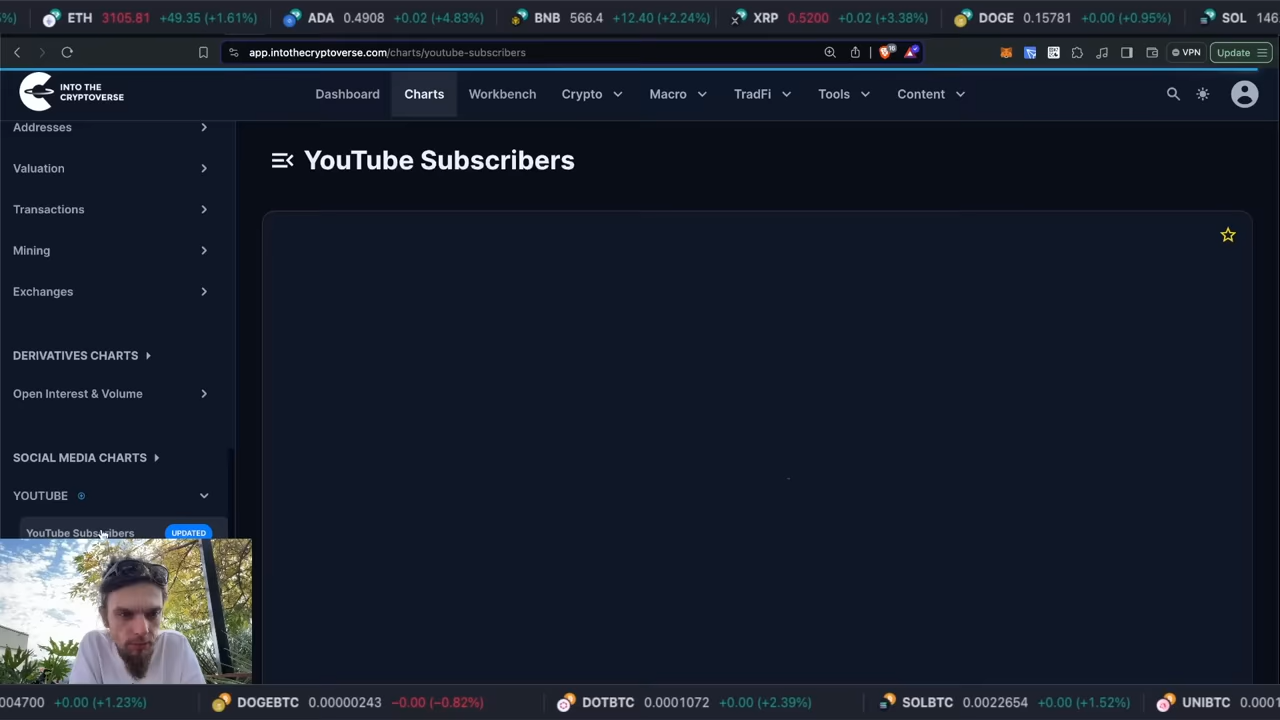 %) ETH 3105.81 +49.35 (+1.61%) ADA 0.4908 +0.02 (+4.83%) BNB 566.4 +12.40 (+2.24%) XRP 0.5200 +0.02 (+3.38%) DOGE 0.15781 +0.00 (+0.95%) SOL 146
app.intothecryptoverse.com/charts/youtube-subscribers VPN Update
INTO THE
CRYPTOVERSE
Dashboard Charts Workbench Crypto Macro TradFi Tools Content
Addresses
YouTube Subscribers
Valuation
Transactions
Mining
Exchanges
DERIVATIVES CHARTS
Open Interest & Volume
SOCIAL MEDIA CHARTS
YOUTUBE
YouTube Subscribers UPDATED
004700 +0.00 (+1.23%) DOGEBTC 0.00000243 −0.00 (−0.82%) DOTBTC 0.0001072 +0.00 (+2.39%) SOLBTC 0.0022654 +0.00 (+1.52%) UNIBTC 0.0001